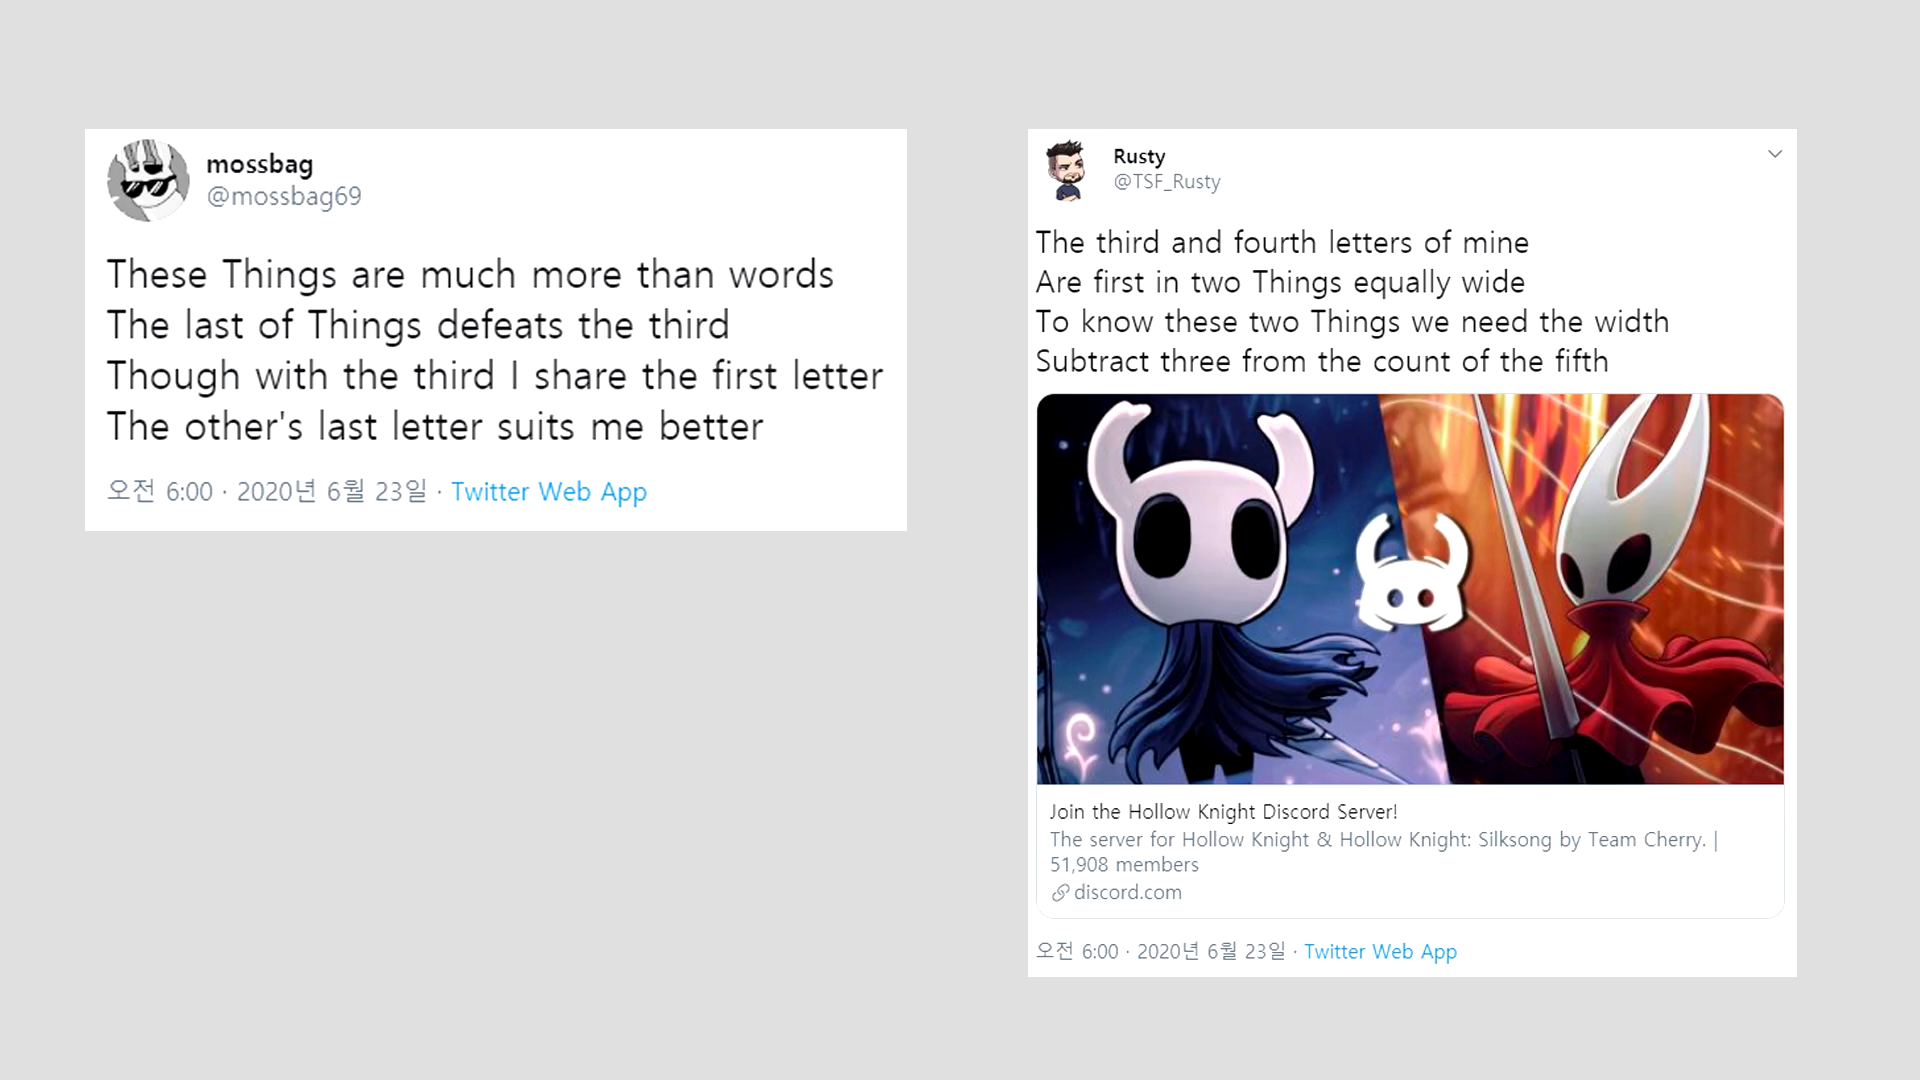 mossbag
@mossbag69
These Things are much more than words
The last of Things defeats the third
Though with the third I share the first letter
The other's last letter suits me better
오전 6:00 · 2020년 6월 23일 · Twitter Web App
Rusty
@TSF_Rusty
The third and fourth letters of mine
Are first in two Things equally wide
To know these two Things we need the width
Subtract three from the count of the fifth
Join the Hollow Knight Discord Server!
The server for Hollow Knight & Hollow Knight: Silksong by Team Cherry. |
51,908 members
discord.com
오전 6:00 · 2020년 6월 23일 · Twitter Web App